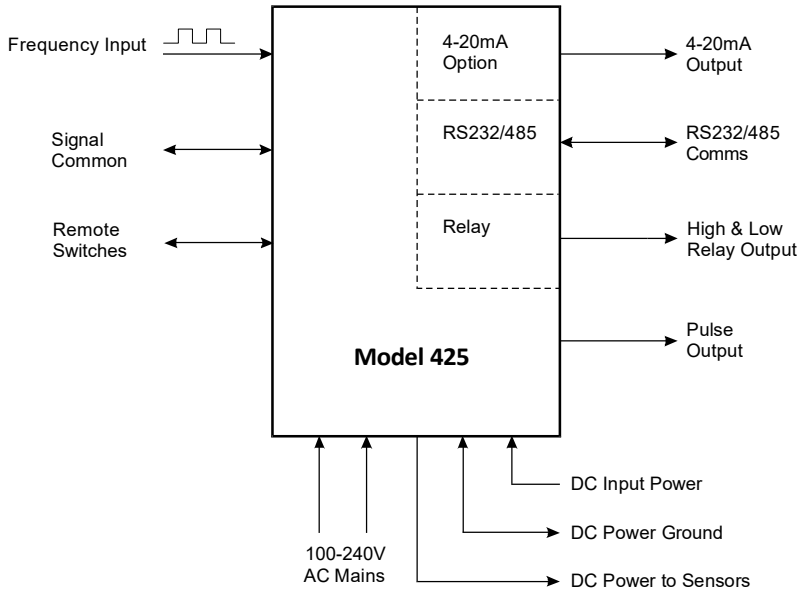 Frequency Input
Signal
Common
Remote
Switches
4-20mA
Option
RS232/485
Relay
Model 425
4-20mA
Output
RS232/485
Comms
High & Low
Relay Output
Pulse
Output
100-240V
AC Mains
DC Input Power
DC Power Ground
DC Power to Sensors